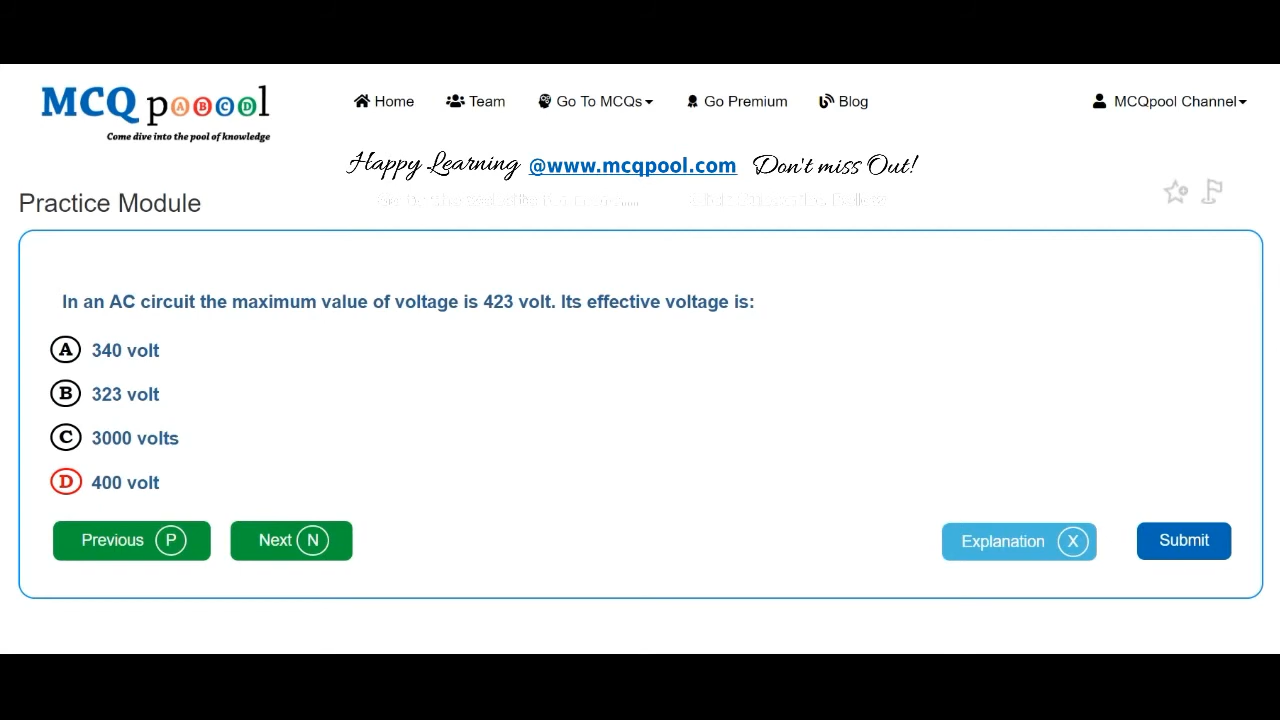 MCQ pooool
Come dive into the pool of knowledge
Home Team Go To MCQs Go Premium Blog MCQpool Channel
Happy Learning @www.mcqpool.com Don't miss Out!
Practice Module
In an AC circuit the maximum value of voltage is 423 volt. Its effective voltage is:
A 340 volt
B 323 volt
C 3000 volts
D 400 volt
Previous P Next N Explanation X Submit